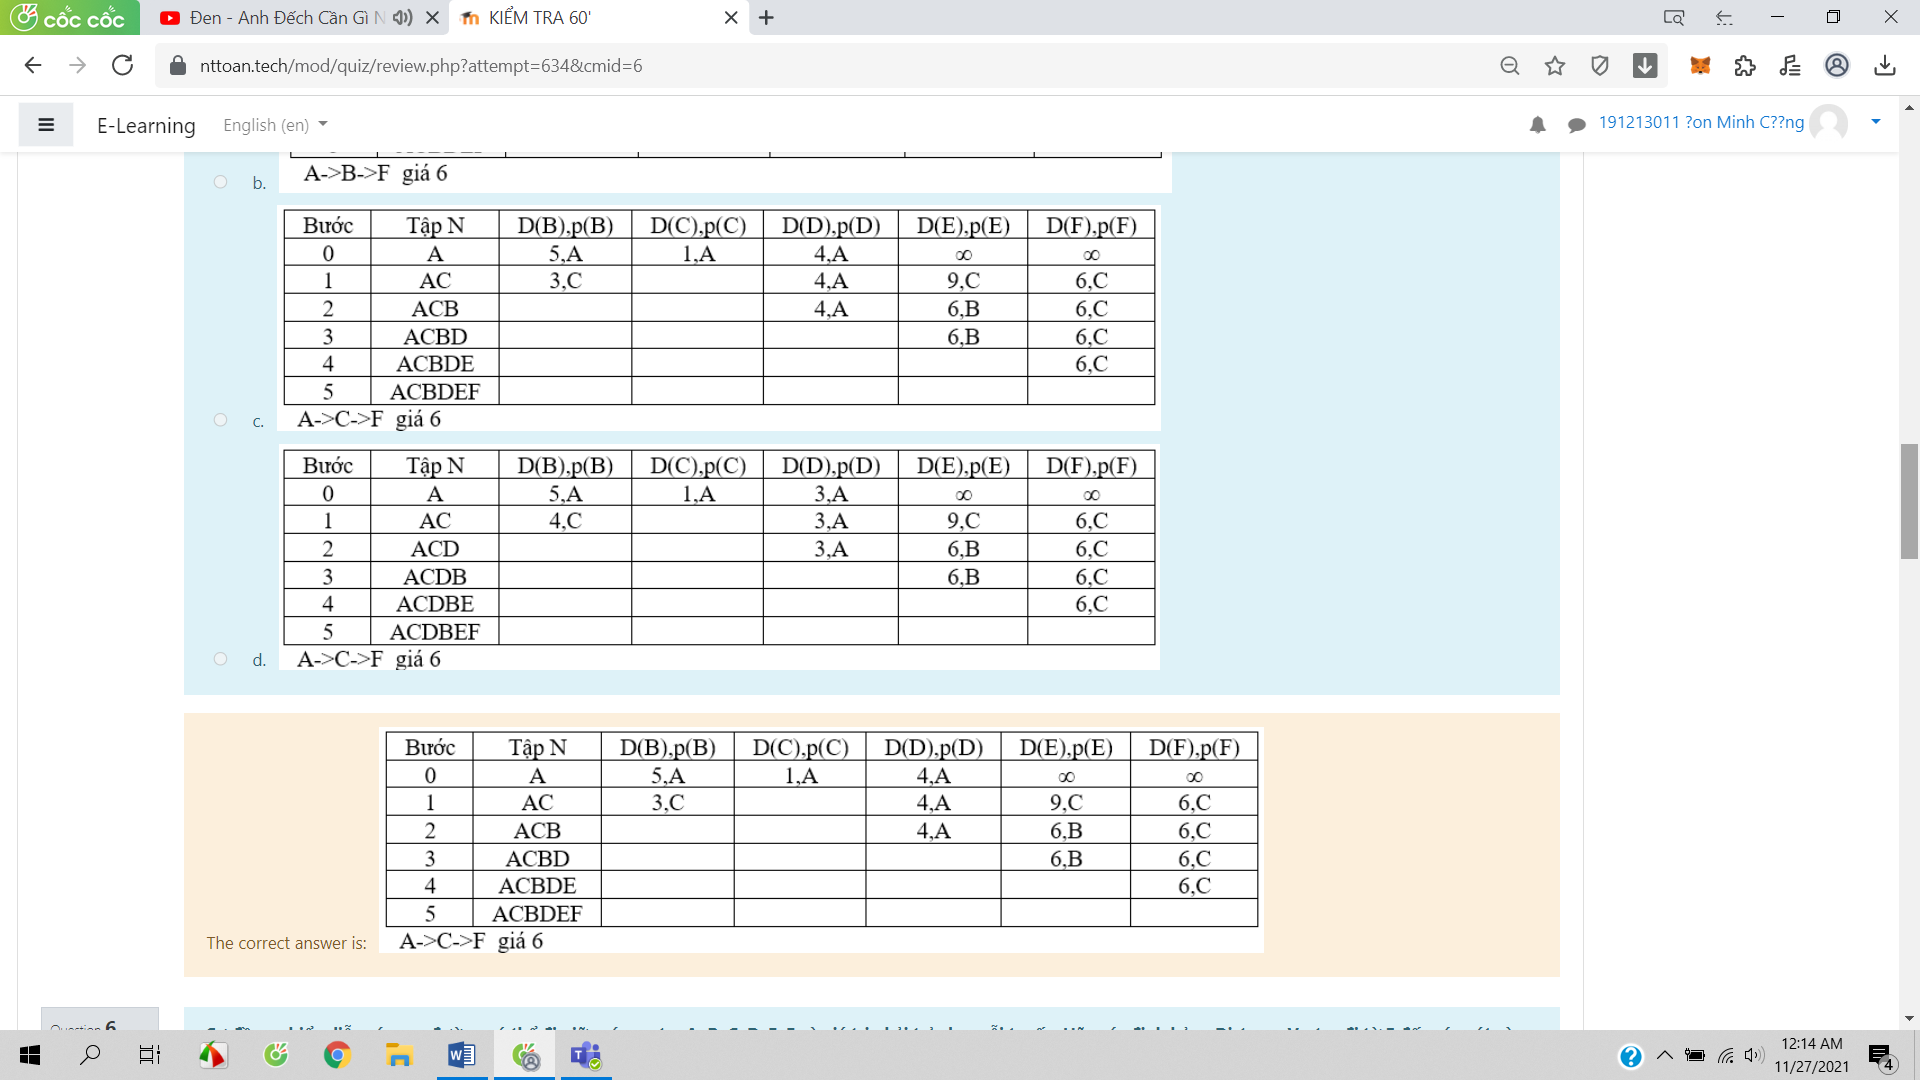 cốc cốc
Đen - Anh Đếch Cần Gì N
KIỂM TRA 60'
nttoan.tech/mod/quiz/review.php?attempt=634&cmid=6
E-Learning
English (en)
191213011 ?on Minh C??ng
b.
A->B->F giá 6
Bước Tập N D(B),p(B) D(C),p(C) D(D),p(D) D(E),p(E) D(F),p(F)
0 A 5,A 1,A 4,A ∞ ∞
1 AC 3,C 4,A 9,C 6,C
2 ACB 4,A 6,B 6,C
3 ACBD 6,B 6,C
4 ACBDE 6,C
5 ACBDEF
c.
A->C->F giá 6
Bước Tập N D(B),p(B) D(C),p(C) D(D),p(D) D(E),p(E) D(F),p(F)
0 A 5,A 1,A 3,A ∞ ∞
1 AC 4,C 3,A 9,C 6,C
2 ACD 3,A 6,B 6,C
3 ACDB 6,B 6,C
4 ACDBE 6,C
5 ACDBEF
d.
A->C->F giá 6
Bước Tập N D(B),p(B) D(C),p(C) D(D),p(D) D(E),p(E) D(F),p(F)
0 A 5,A 1,A 4,A ∞ ∞
1 AC 3,C 4,A 9,C 6,C
2 ACB 4,A 6,B 6,C
3 ACBD 6,B 6,C
4 ACBDE 6,C
5 ACBDEF
The correct answer is:
A->C->F giá 6
Question 6
12:14 AM
11/27/2021
4